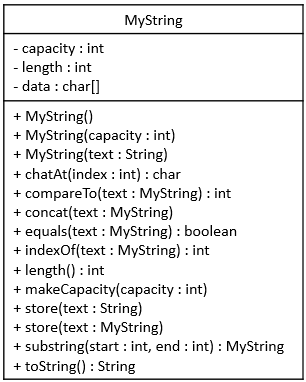 MyString
- capacity : int
- length : int
- data : char[]
+ MyString()
+ MyString(capacity : int)
+ MyString(text : String)
+ chatAt(index : int) : char
+ compareTo(text : MyString) : int
+ concat(text : MyString)
+ equals(text : MyString) : boolean
+ indexOf(text : MyString) : int
+ length() : int
+ makeCapacity(capacity : int)
+ store(text : String)
+ store(text : MyString)
+ substring(start : int, end : int) : MyString
+ toString() : String